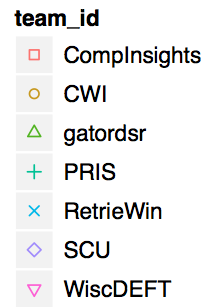 team_id
CompInsights
CWI
gatordsr
PRIS
RetrieWin
SCU
WiscDEFT